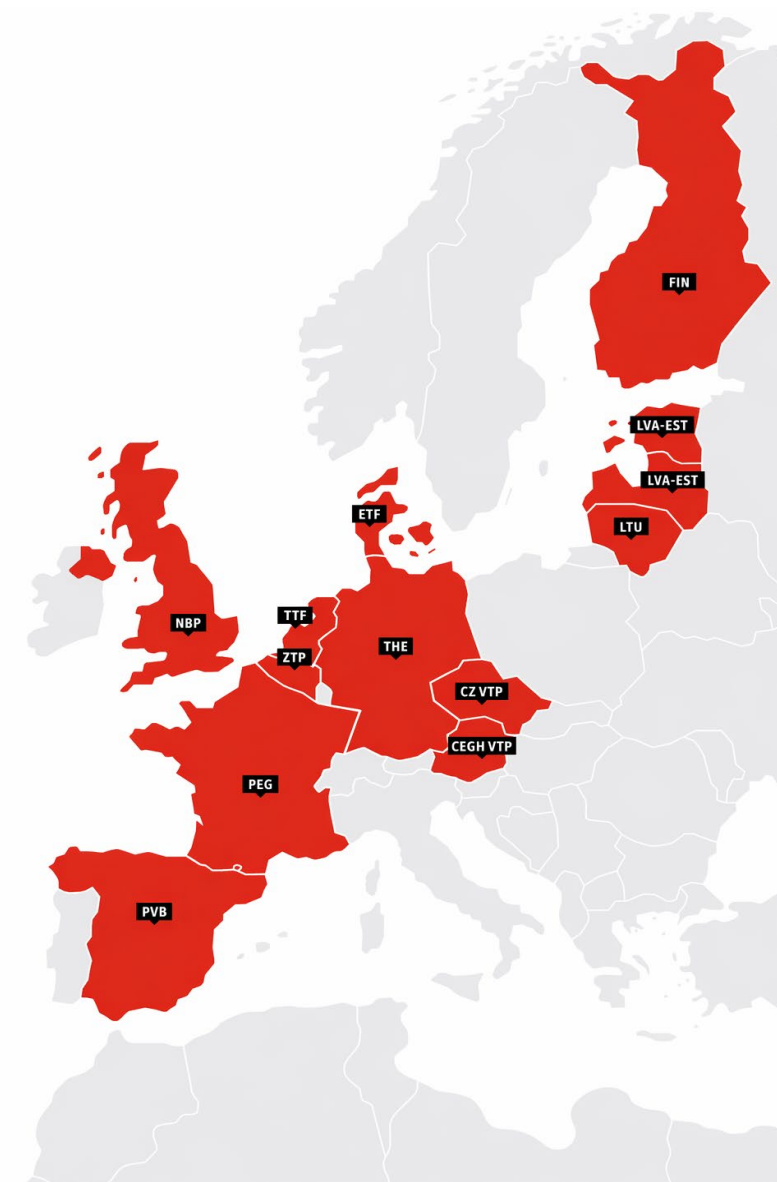 FIN
LVA-EST
LVA-EST
ETF
LTU
TTF
NBP
THE
ZTP
CZ VTP
CEGH VTP
PEG
PVB